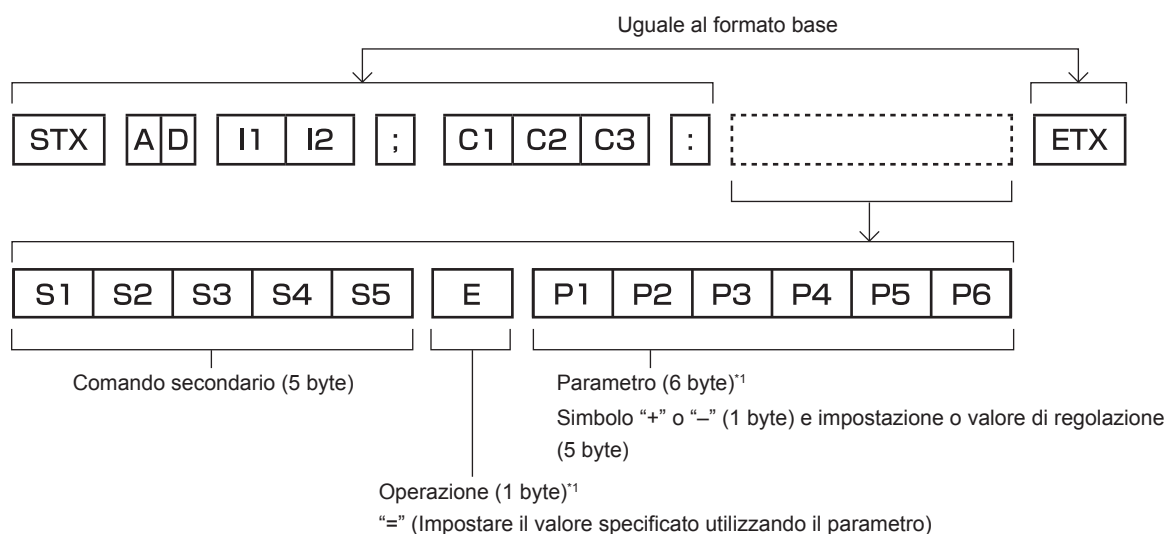 Uguale al formato base
STX A D I1 I2 ; C1 C2 C3 : ETX
S1 S2 S3 S4 S5 E P1 P2 P3 P4 P5 P6
Comando secondario (5 byte)
Parametro (6 byte)*1
Simbolo “+” o “–” (1 byte) e impostazione o valore di regolazione
(5 byte)
Operazione (1 byte)*1
“=” (Impostare il valore specificato utilizzando il parametro)